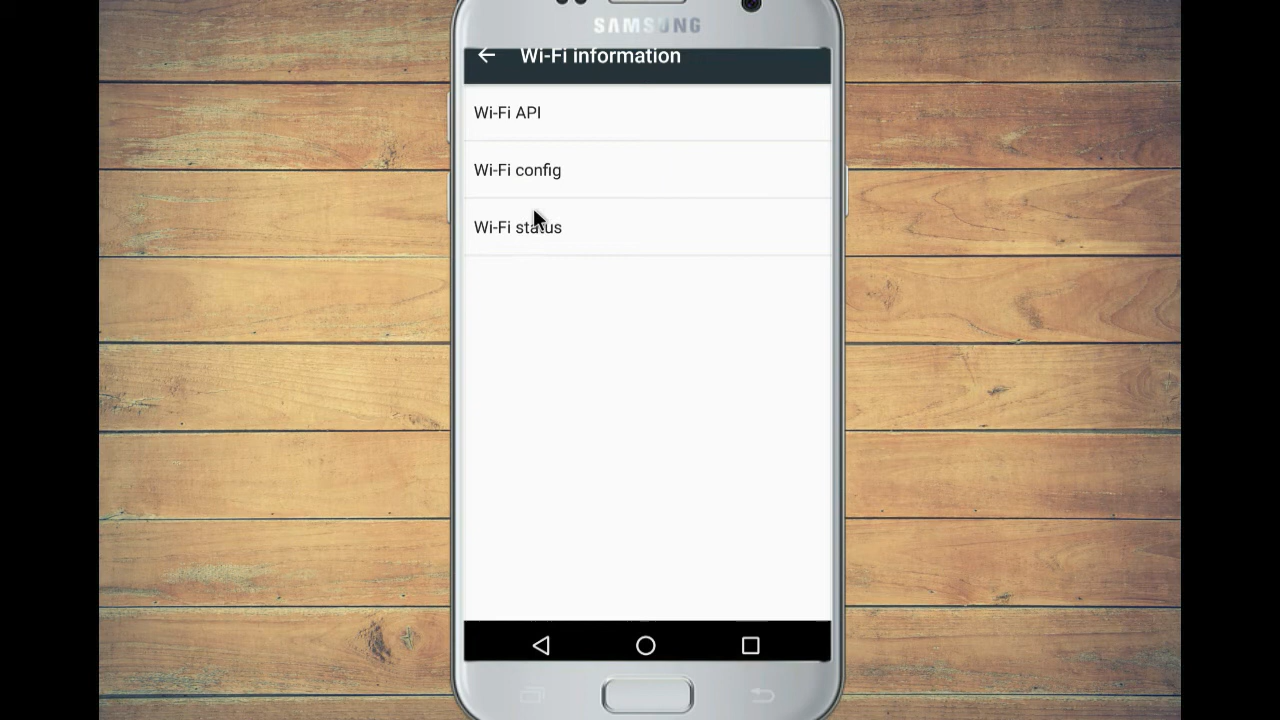 SAMSUNG
Wi-Fi information
Wi-Fi API
Wi-Fi config
Wi-Fi status